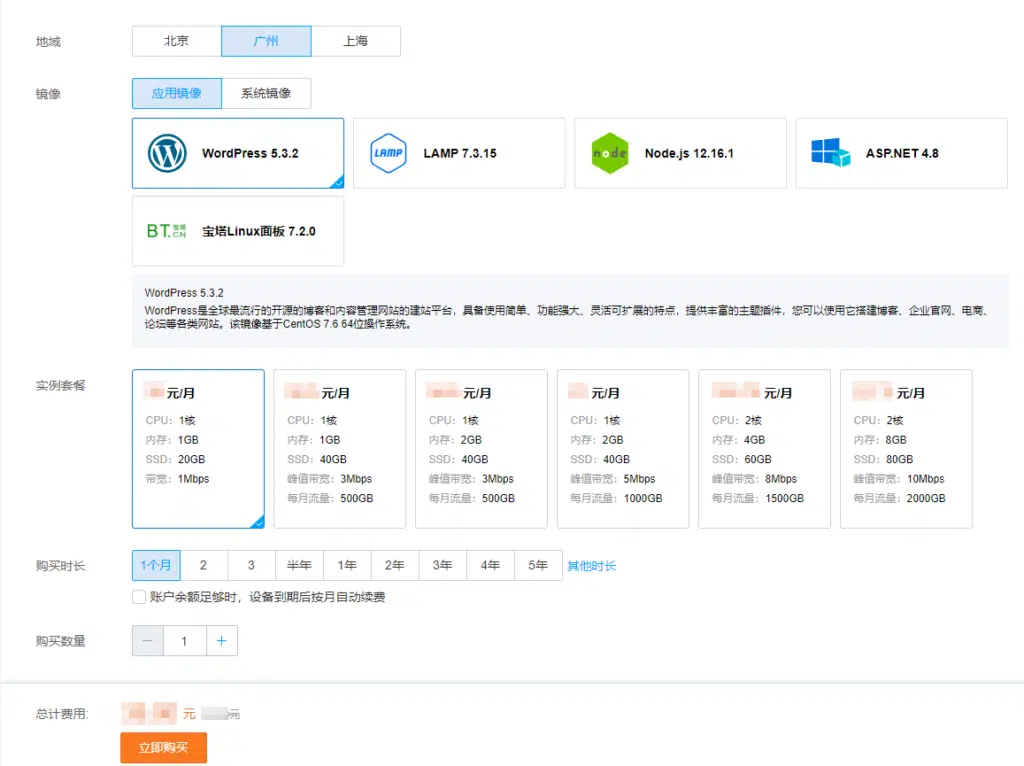 地域 北京 广州 上海
镜像 应用镜像 系统镜像
WordPress 5.3.2 LAMP LAMP 7.3.15 node Node.js 12.16.1 ASP.NET 4.8
BT.宝塔CN 宝塔Linux面板 7.2.0
WordPress 5.3.2
WordPress是全球最流行的开源的博客和内容管理网站的建站平台，具备使用简单、功能强大、灵活可扩展的特点，提供丰富的主题插件，您可以使用它搭建博客、企业官网、电商、
论坛等各类网站。该镜像基于CentOS 7.6 64位操作系统。
实例套餐
元/月 元/月 元/月 元/月 元/月 元/月
CPU：1核 CPU：1核 CPU：1核 CPU：1核 CPU：2核 CPU：2核
内存：1GB 内存：1GB 内存：2GB 内存：2GB 内存：4GB 内存：8GB
SSD：20GB SSD：40GB SSD：40GB SSD：40GB SSD：60GB SSD：80GB
带宽：1Mbps 峰值带宽：3Mbps 峰值带宽：3Mbps 峰值带宽：5Mbps 峰值带宽：8Mbps 峰值带宽：10Mbps
每月流量：500GB 每月流量：500GB 每月流量：1000GB 每月流量：1500GB 每月流量：2000GB
购买时长 1个月 2 3 半年 1年 2年 3年 4年 5年 其他时长
账户余额足够时，设备到期后按月自动续费
购买数量 － 1 +
总计费用: 元 元
立即购买